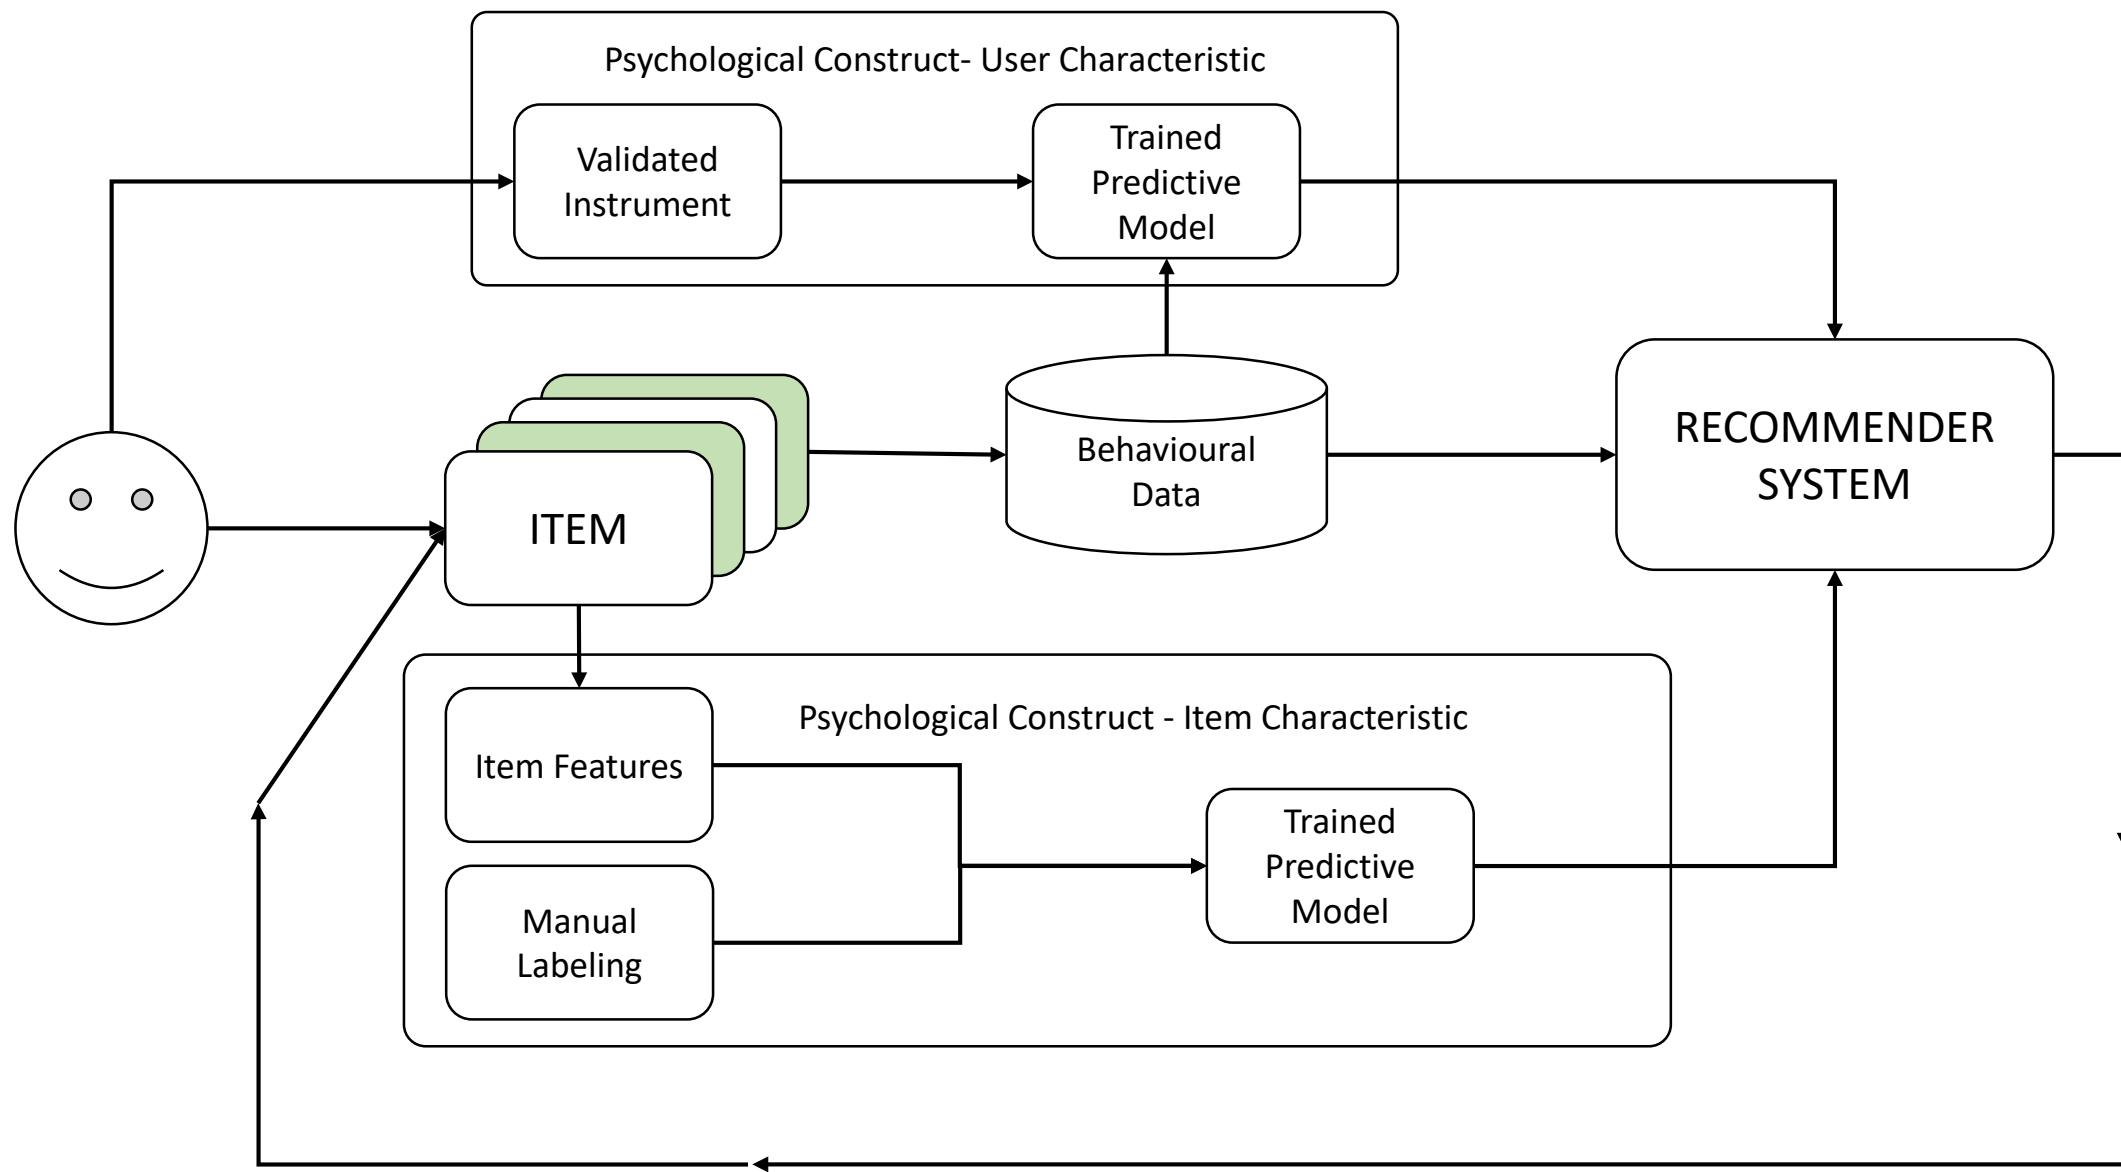 Psychological Construct- User Characteristic
Validated
Instrument
Trained
Predictive
Model
ITEM
Behavioural
Data
RECOMMENDER
SYSTEM
Psychological Construct - Item Characteristic
Item Features
Manual
Labeling
Trained
Predictive
Model